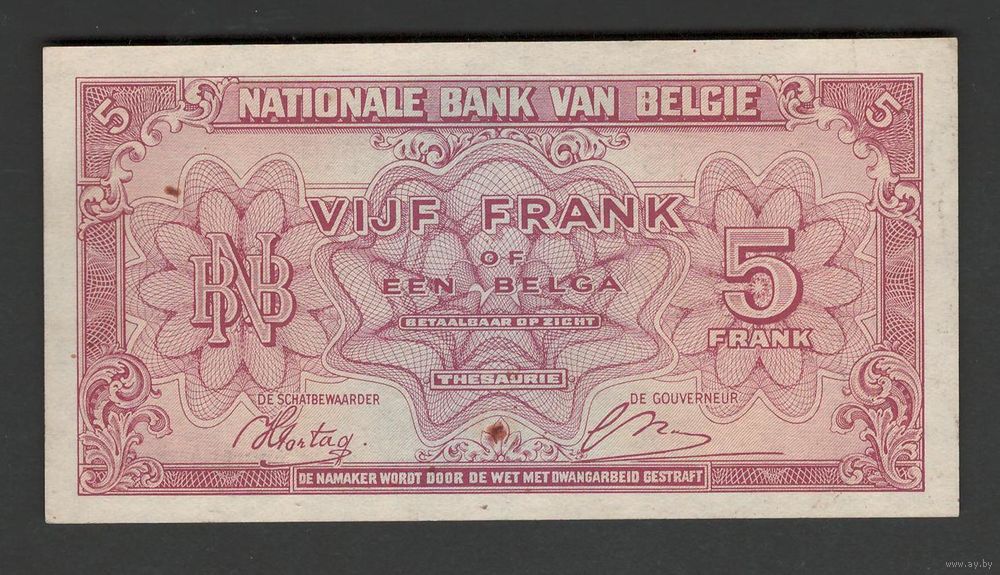 5 NATIONALE BANK VAN BELGIE 5
VIJF FRANK
OF
EEN BELGA
BETAALBAAR OP ZICHT
NBB 5
FRANK
THESAURIE
DE SCHATBEWAARDER DE GOUVERNEUR
DE NAMAKER WORDT DOOR DE WET MET DWANGARBEID GESTRAFT
www.ay.by